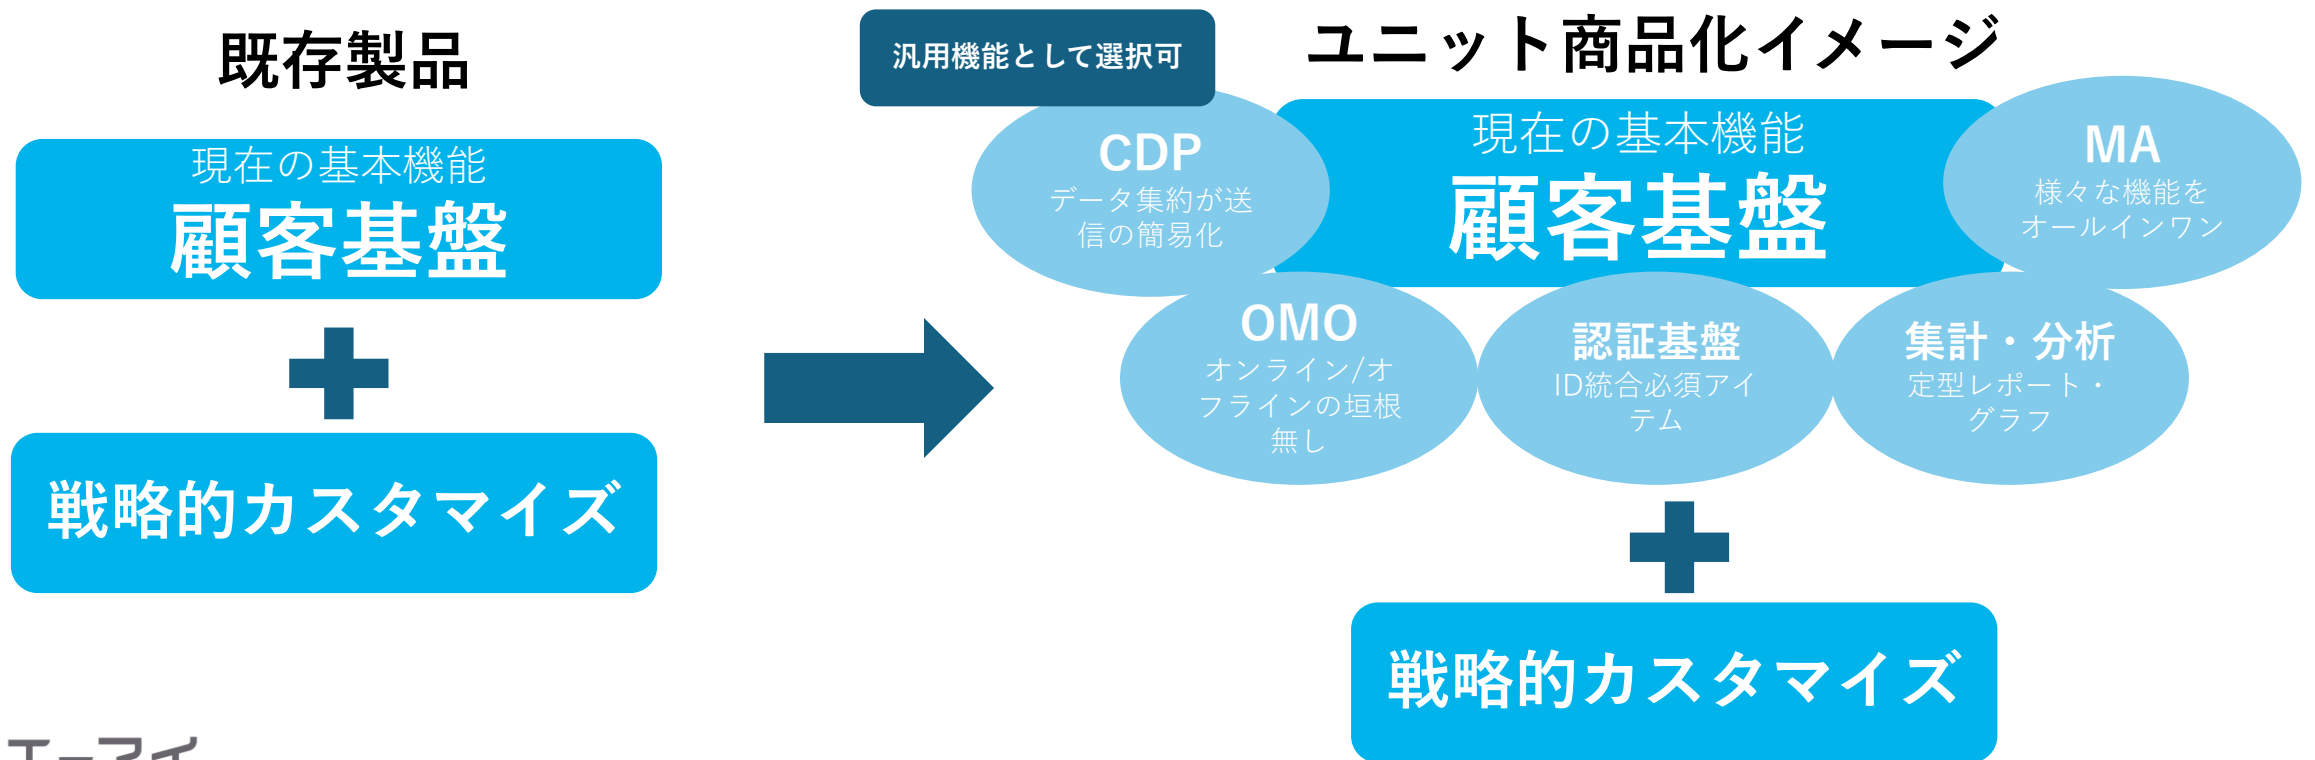 既存製品
現在の基本機能
顧客基盤
戦略的カスタマイズ
汎用機能として選択可
ユニット商品化イメージ
CDP
データ集約が送
信の簡易化
現在の基本機能
顧客基盤
MA
様々な機能を
オールインワン
OMO
オンライン/オ
フラインの垣根
無し
認証基盤
ID統合必須アイ
テム
集計・分析
定型レポート・
グラフ
戦略的カスタマイズ